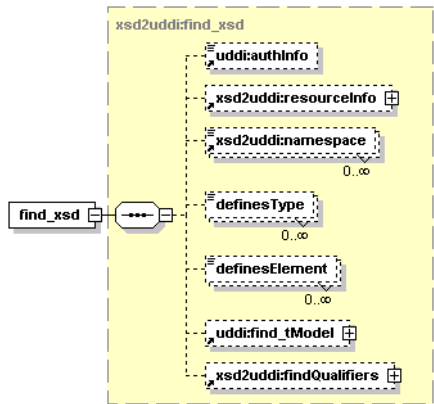 xsd2uddi:find_xsd
uddi:authInfo
xsd2uddi:resourceInfo
xsd2uddi:namespace
0..∞
find_xsd
definesType
0..∞
definesElement
0..∞
uddi:find_tModel
xsd2uddi:findQualifiers